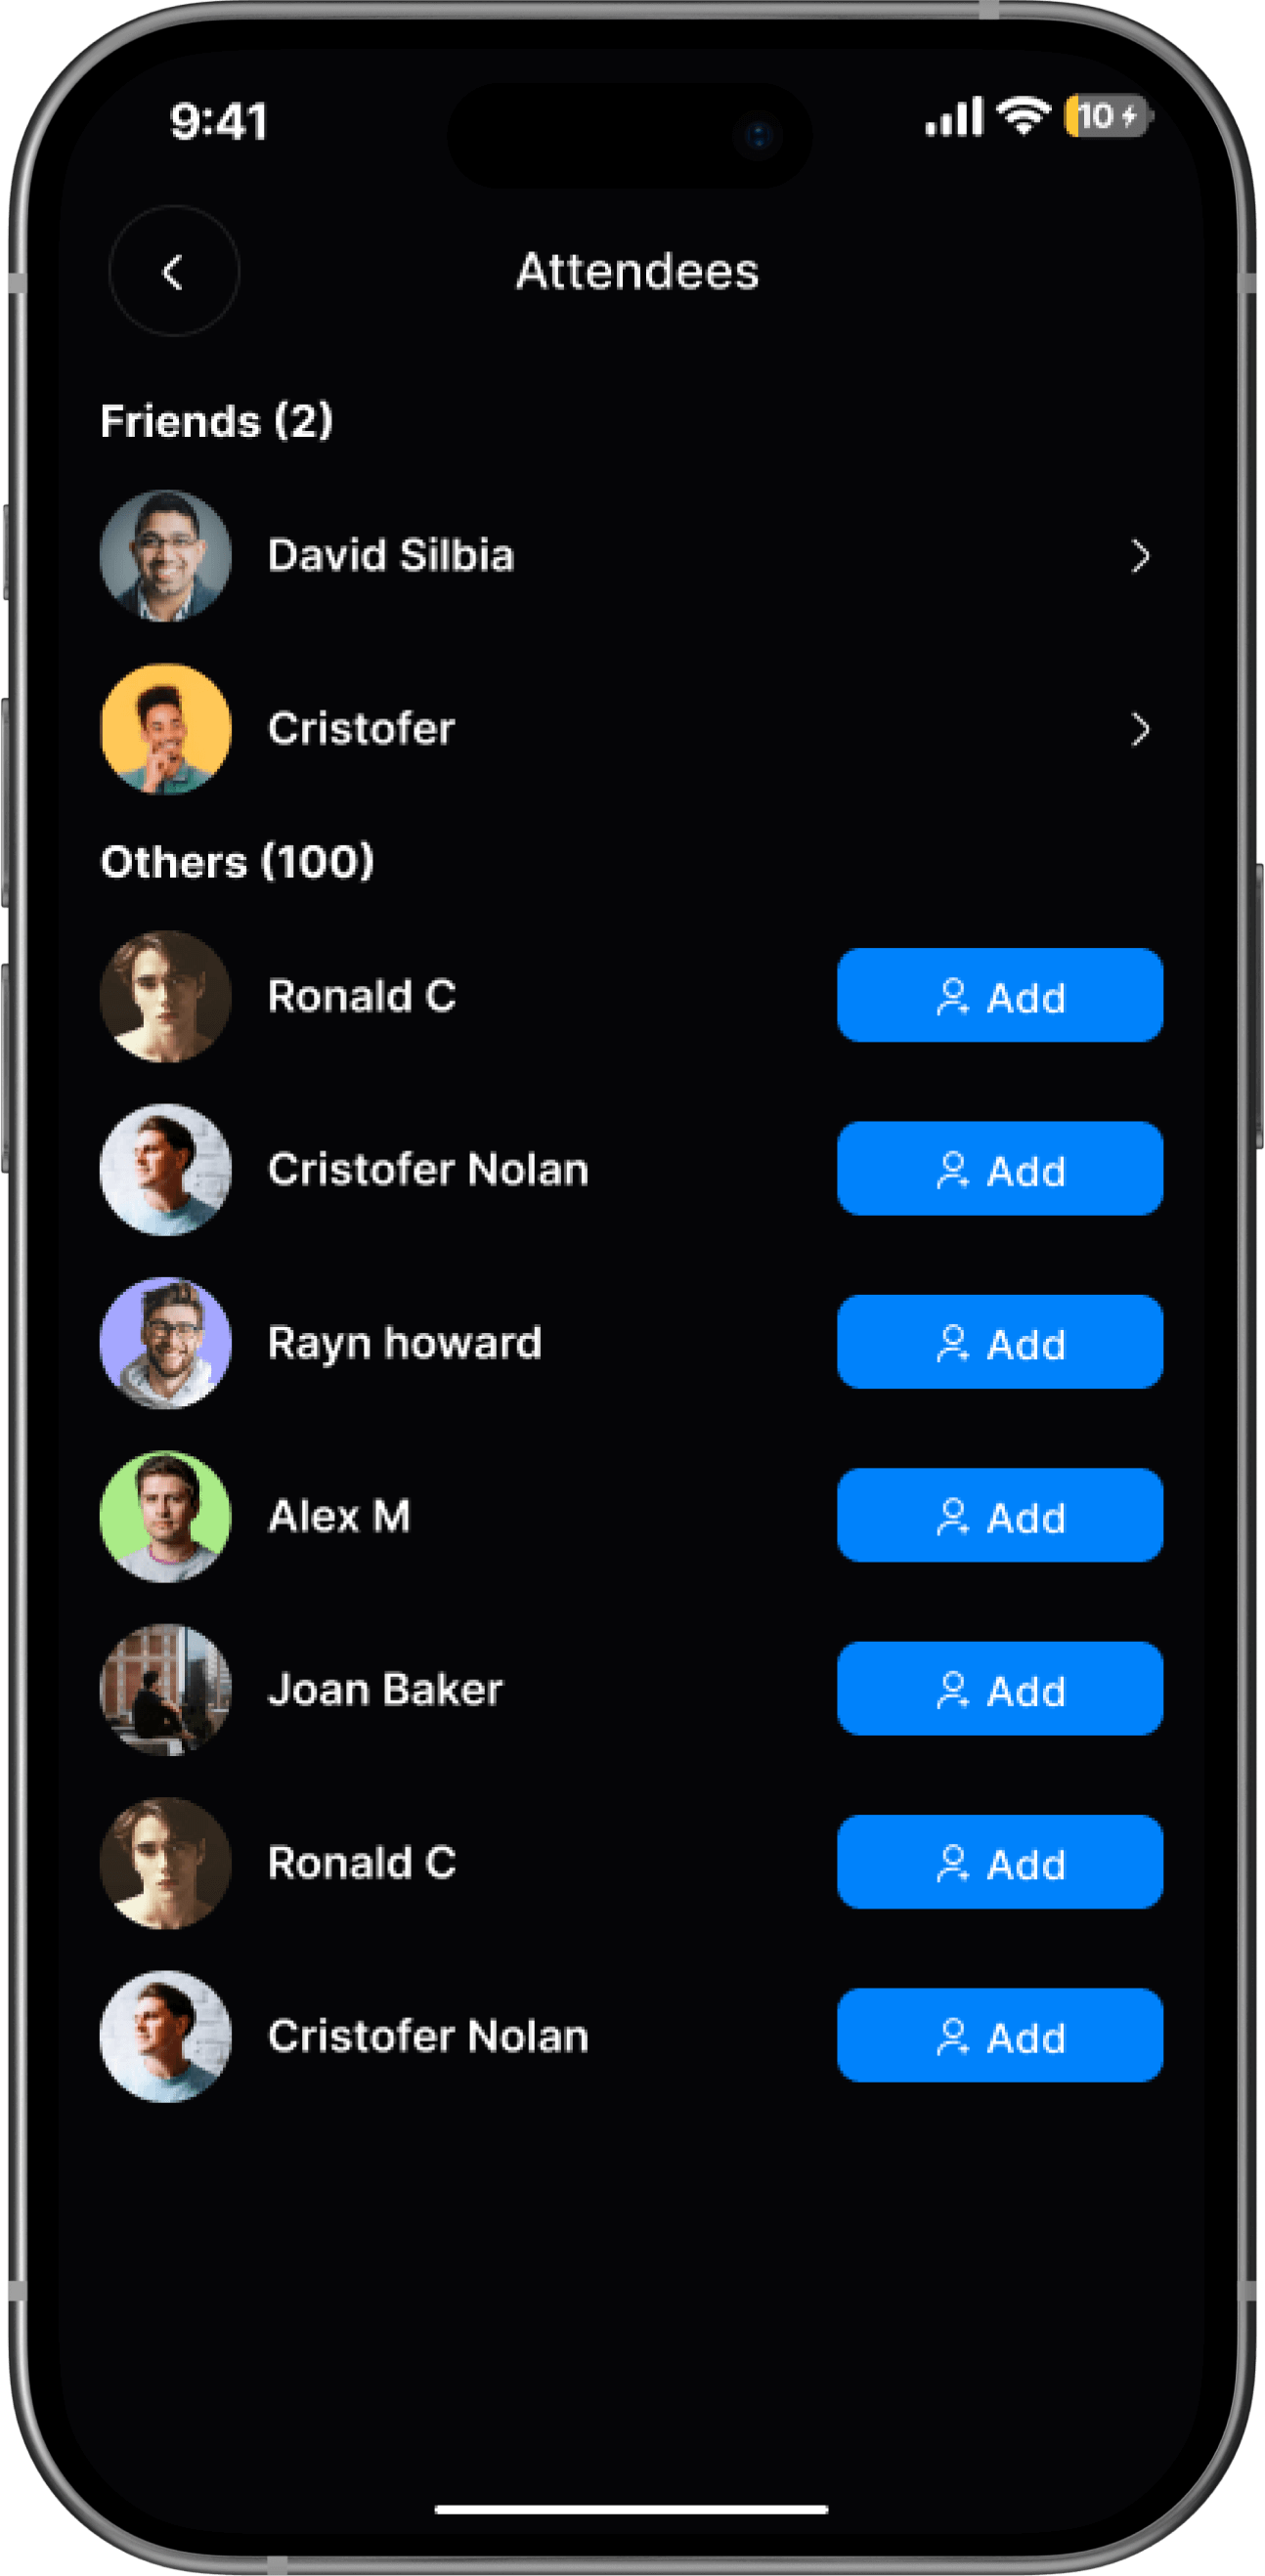 9:41
10
Attendees
Friends (2)
David Silbia
Cristofer
Others (100)
Ronald C
Add
Cristofer Nolan
Add
Rayn howard
Add
Alex M
Add
Joan Baker
Add
Ronald C
Add
Cristofer Nolan
Add